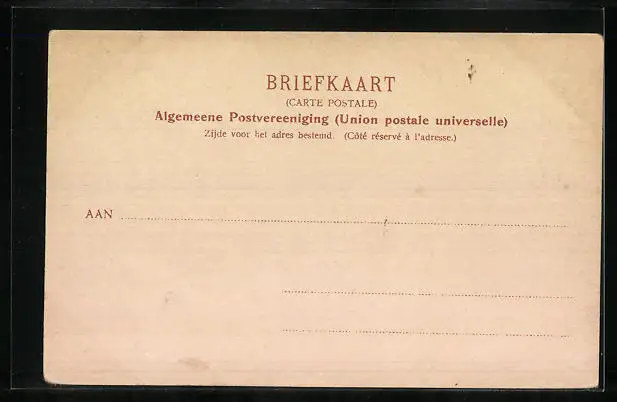 BRIEFKAART
(CARTE POSTALE)
Algemeene Postvereeniging (Union postale universelle)
Zijde voor het adres bestemd. (Côté réservé à l'adresse.)
AAN